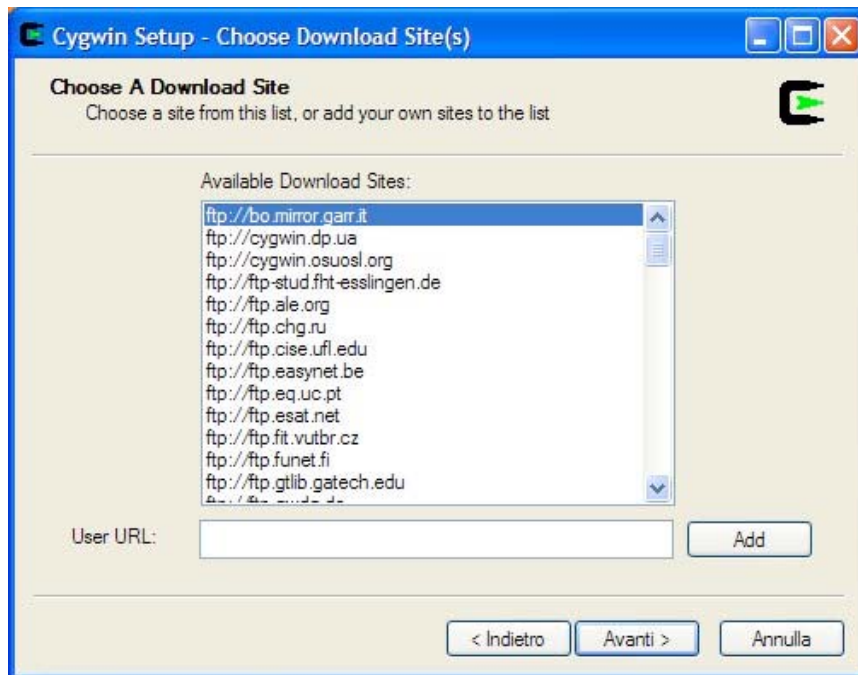 Cygwin Setup - Choose Download Site(s)
Choose A Download Site
Choose a site from this list, or add your own sites to the list
Available Download Sites:
ftp://bo.mirror.garr.it
ftp://cygwin.dp.ua
ftp://cygwin.osuosl.org
ftp://ftp-stud.fht-esslingen.de
ftp://ftp.ale.org
ftp://ftp.chg.ru
ftp://ftp.cise.ufl.edu
ftp://ftp.easynet.be
ftp://ftp.eq.uc.pt
ftp://ftp.esat.net
ftp://ftp.fit.vutbr.cz
ftp://ftp.funet.fi
ftp://ftp.gtlib.gatech.edu
User URL:
Add
< Indietro
Avanti >
Annulla